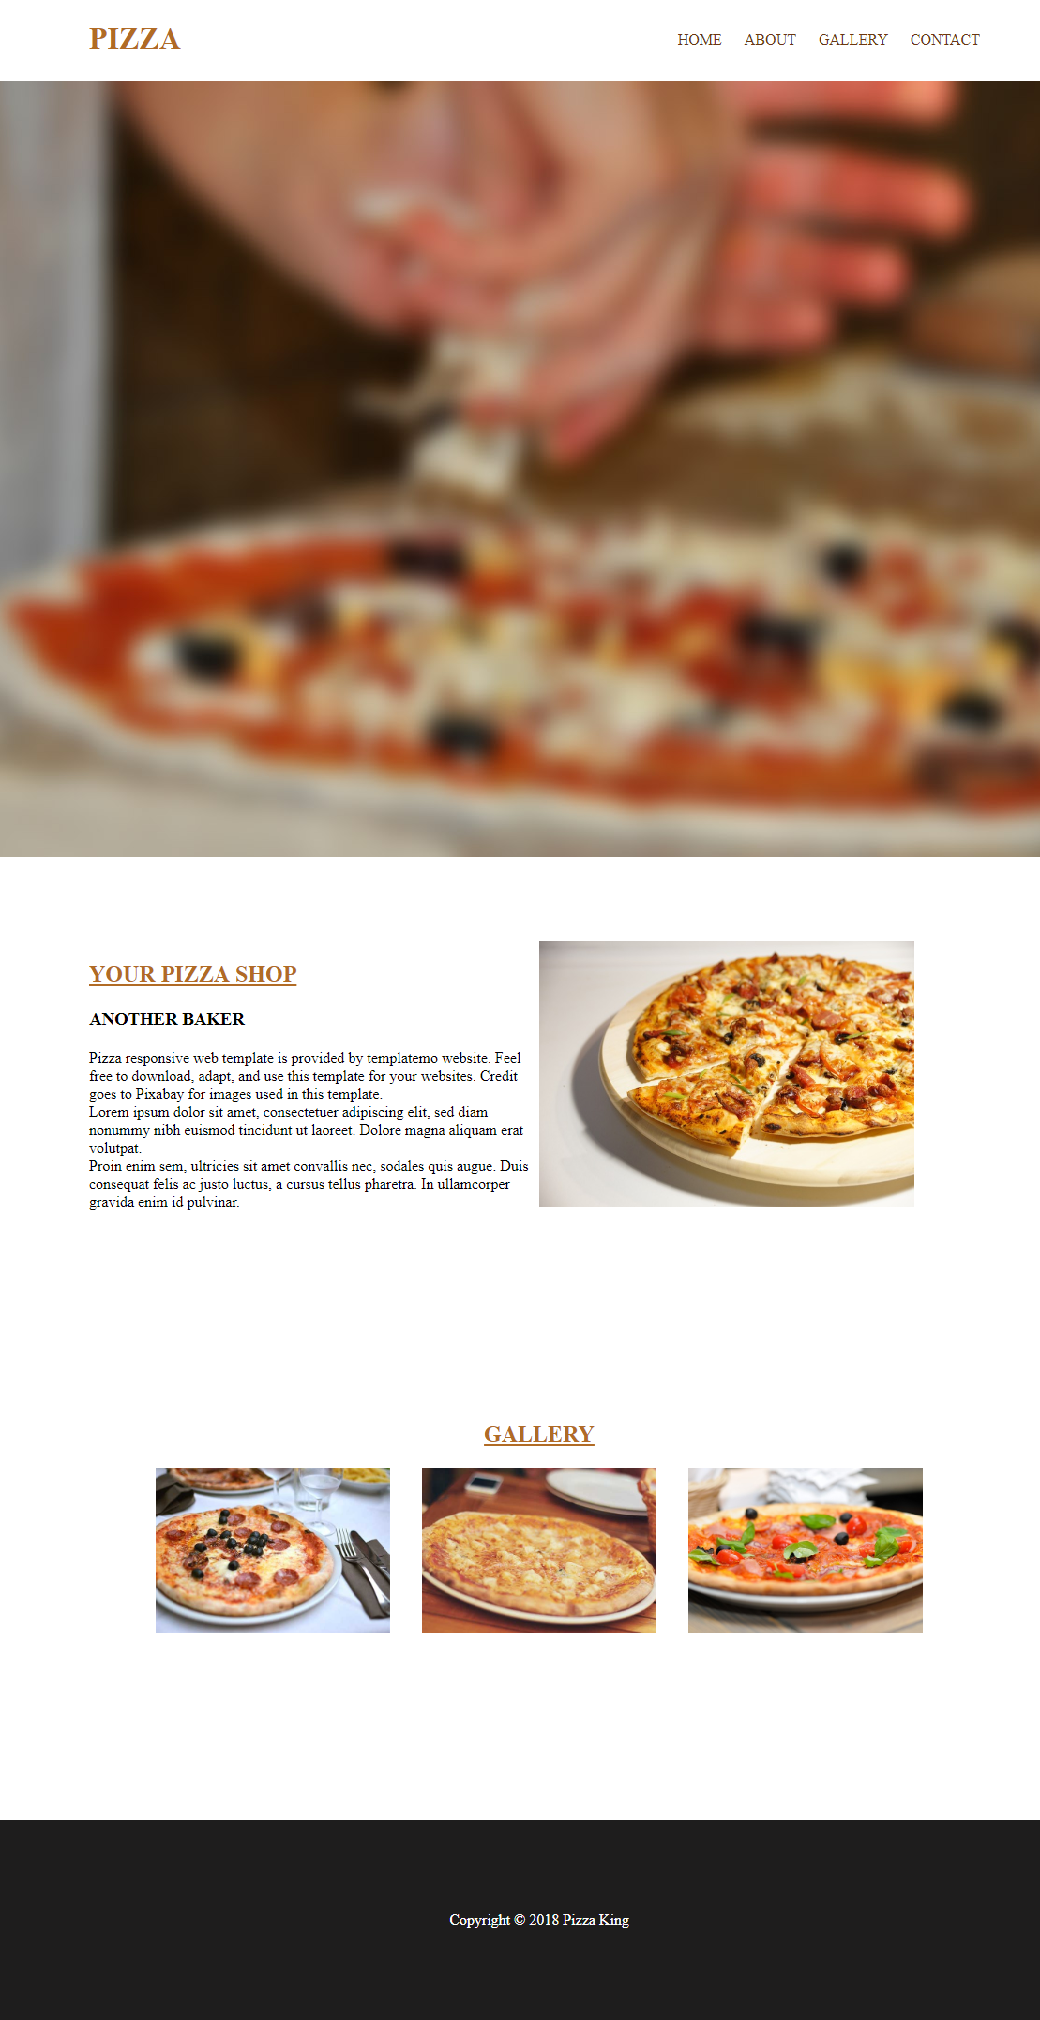 PIZZA
HOME ABOUT GALLERY CONTACT
YOUR PIZZA SHOP
ANOTHER BAKER
Pizza responsive web template is provided by templatemo website. Feel
free to download, adapt, and use this template for your websites. Credit
goes to Pixabay for images used in this template.
Lorem ipsum dolor sit amet, consectetuer adipiscing elit, sed diam
nonummy nibh euismod tincidunt ut laoreet. Dolore magna aliquam erat
volutpat.
Proin enim sem, ultricies sit amet convallis nec, sodales quis augue. Duis
consequat felis ac justo luctus, a cursus tellus pharetra. In ullamcorper
gravida enim id pulvinar.
GALLERY
Copyright © 2018 Pizza King